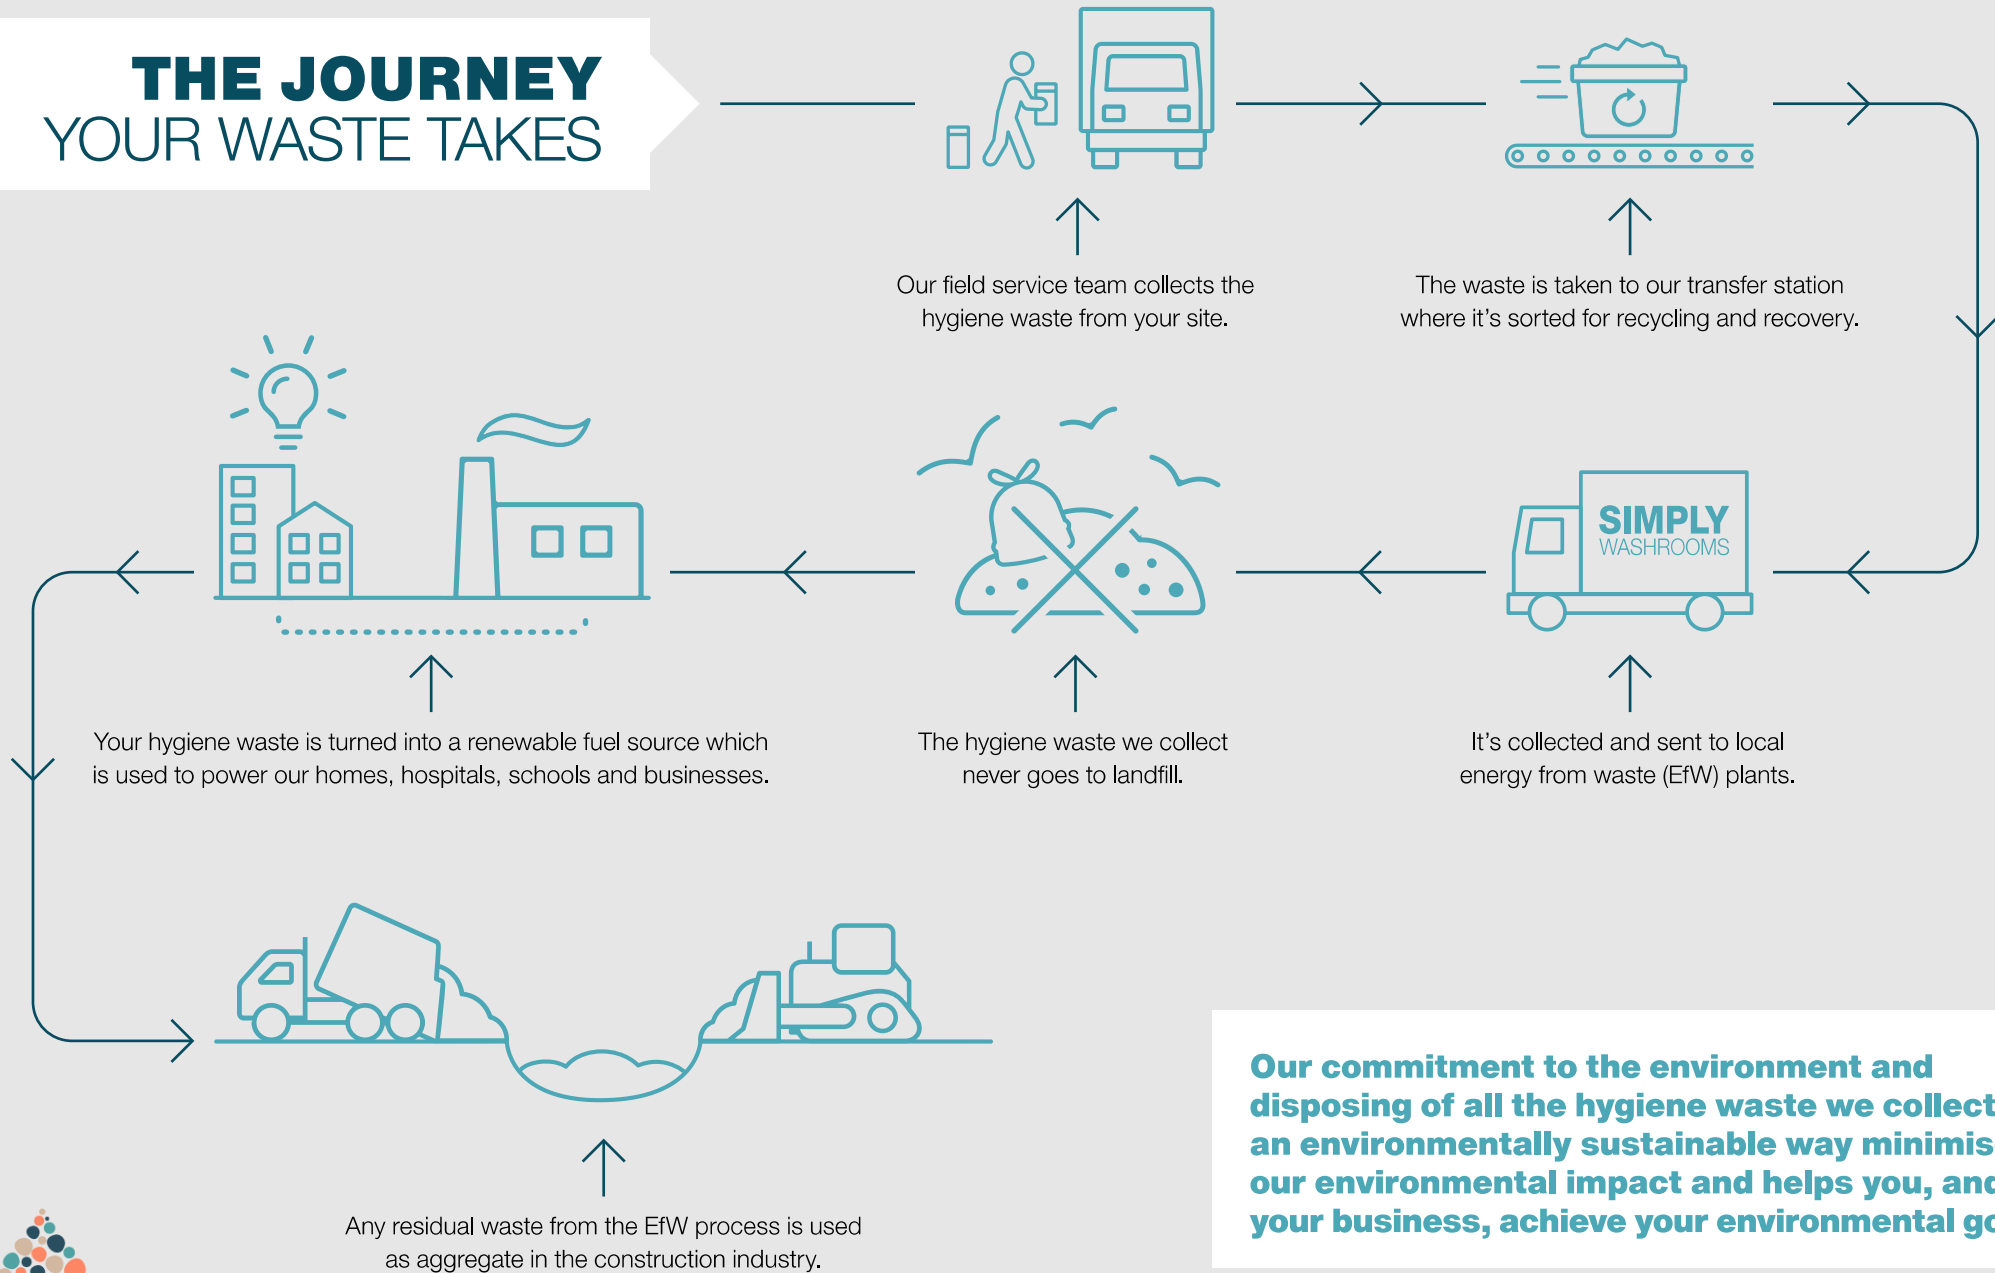 THE JOURNEY
YOUR WASTE TAKES
Our field service team collects the
hygiene waste from your site.
The waste is taken to our transfer station
where it's sorted for recycling and recovery.
SIMPLY
WASHROOMS
Your hygiene waste is turned into a renewable fuel source which
is used to power our homes, hospitals, schools and businesses.
The hygiene waste we collect
never goes to landfill.
It's collected and sent to local
energy from waste (EfW) plants.
Any residual waste from the EfW process is used
as aggregate in the construction industry.
Our commitment to the environment and
disposing of all the hygiene waste we collect
an environmentally sustainable way
our environmental impact and helps you,
your business, achieve your environmental